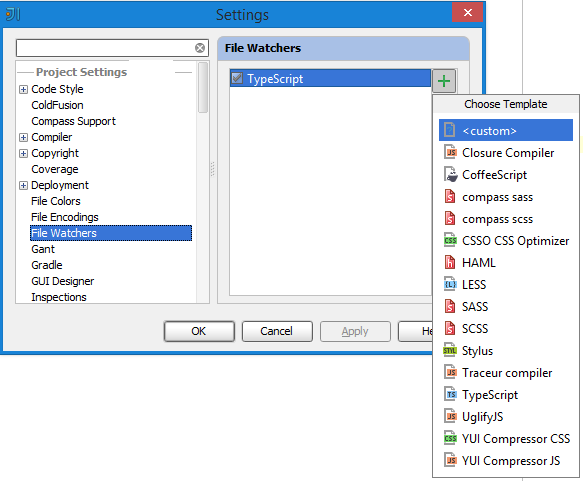 Settings
Project Settings
Code Style
ColdFusion
Compass Support
Compiler
Copyright
Coverage
Deployment
File Colors
File Encodings
File Watchers
Gant
Gradle
GUI Designer
Inspections
File Watchers
TypeScript
OK
Cancel
Apply
He
Choose Template
<custom>
Closure Compiler
CoffeeScript
compass sass
compass scss
CSSO CSS Optimizer
HAML
LESS
SASS
SCSS
Stylus
Traceur compiler
TypeScript
UglifyJS
YUI Compressor CSS
YUI Compressor JS